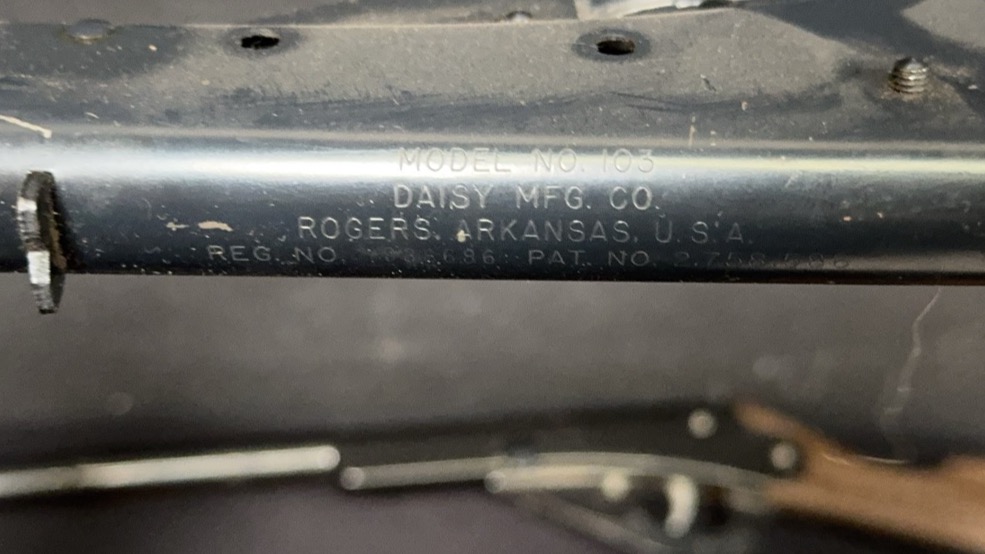 MODEL NO. 103
DAISY MFG. CO.
ROGERS, ARKANSAS, U.S.A.
REG. NO. PAT. NO.